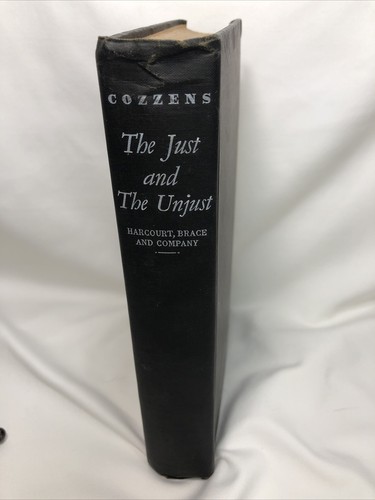 COZZENS
The Just
and
The Unjust
HARCOURT, BRACE
AND COMPANY